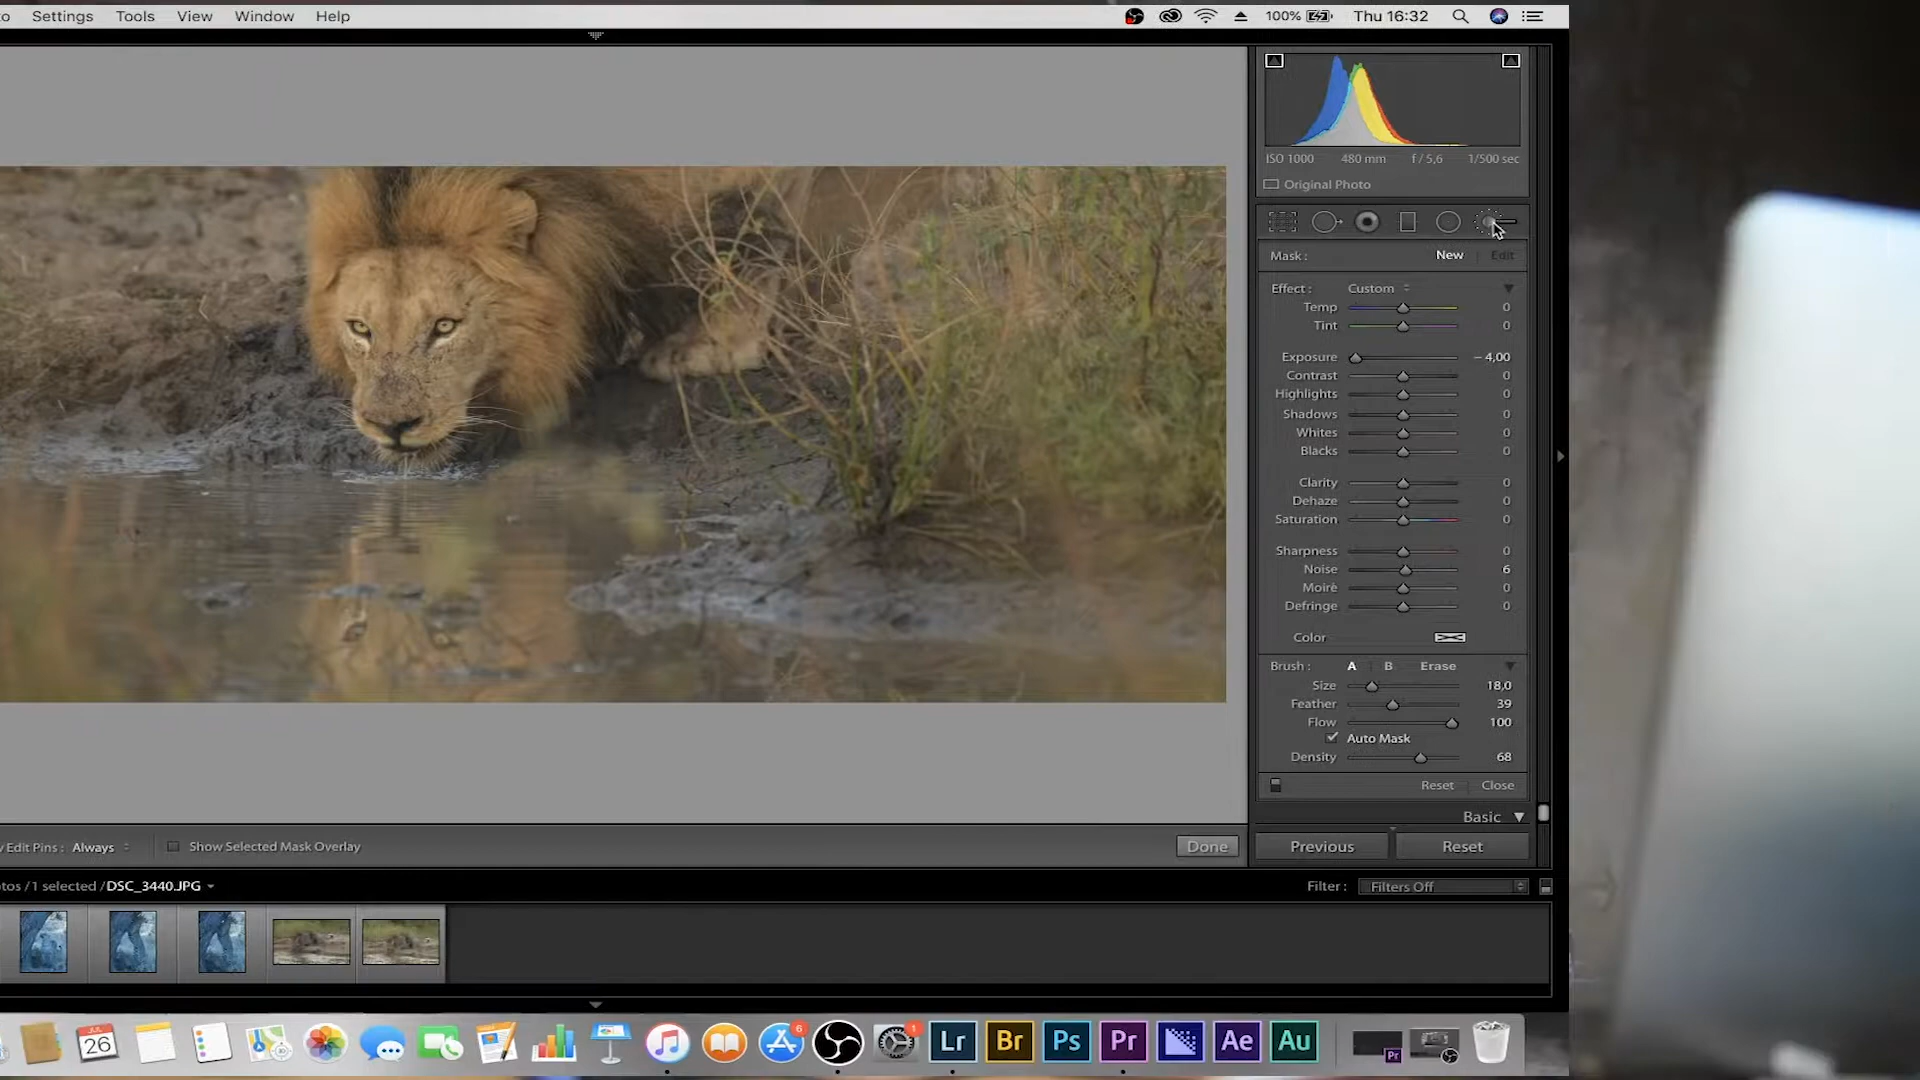 Settings Tools View Window Help 100% Thu 16:32
ISO 1000 480 mm f / 5,6 1/500 sec
Original Photo
Mask : New Edit
Effect : Custom
Temp 0
Tint 0
Exposure – 4,00
Contrast 0
Highlights 0
Shadows 0
Whites 0
Blacks 0
Clarity 0
Dehaze 0
Saturation 0
Sharpness 0
Noise 6
Moiré 0
Defringe 0
Color
Brush : A B Erase
Size 18,0
Feather 39
Flow 100
Auto Mask
Density 68
Reset Close
Basic
Edit Pins : Always Show Selected Mask Overlay Done Previous Reset
/1 selected /DSC_3440.JPG Filter : Filters Off
JUL
26
6
1
Lr Br Ps Pr Ae Au
Pr